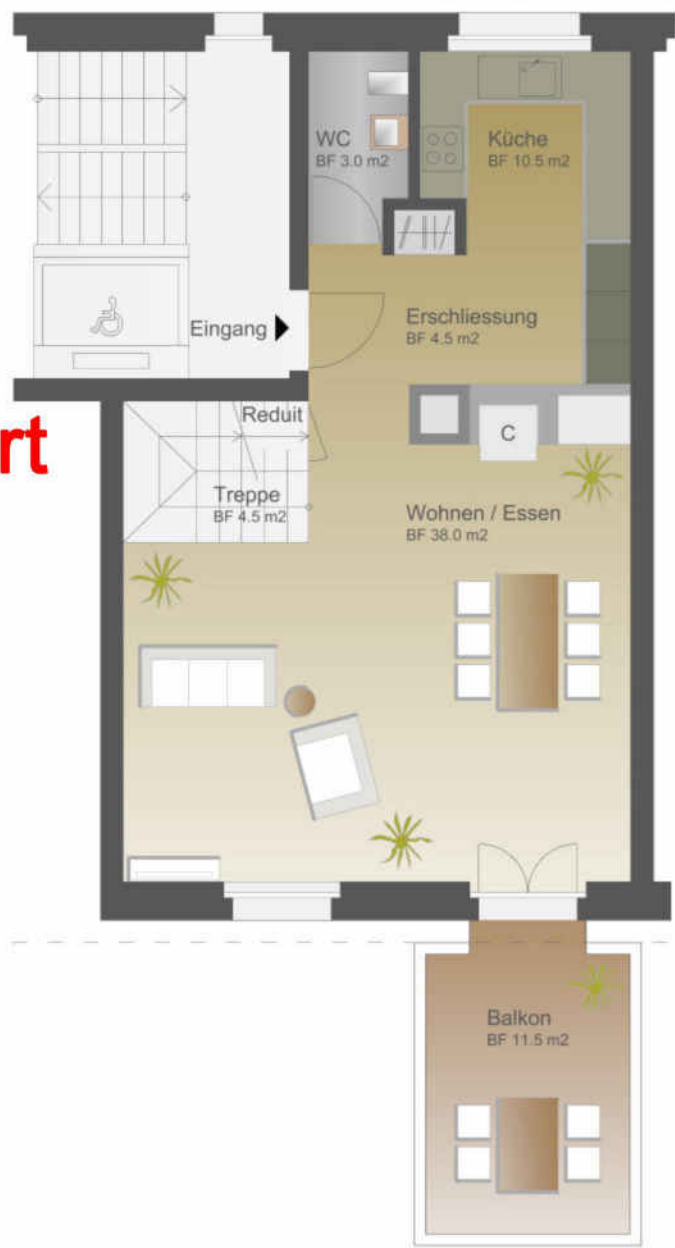 WC
BF 3.0 m2
Küche
BF 10.5 m2
Eingang
Erschliessung
BF 4.5 m2
rt
Reduit
C
Treppe
BF 4.5 m2
Wohnen / Essen
BF 38.0 m2
Balkon
BF 11.5 m2